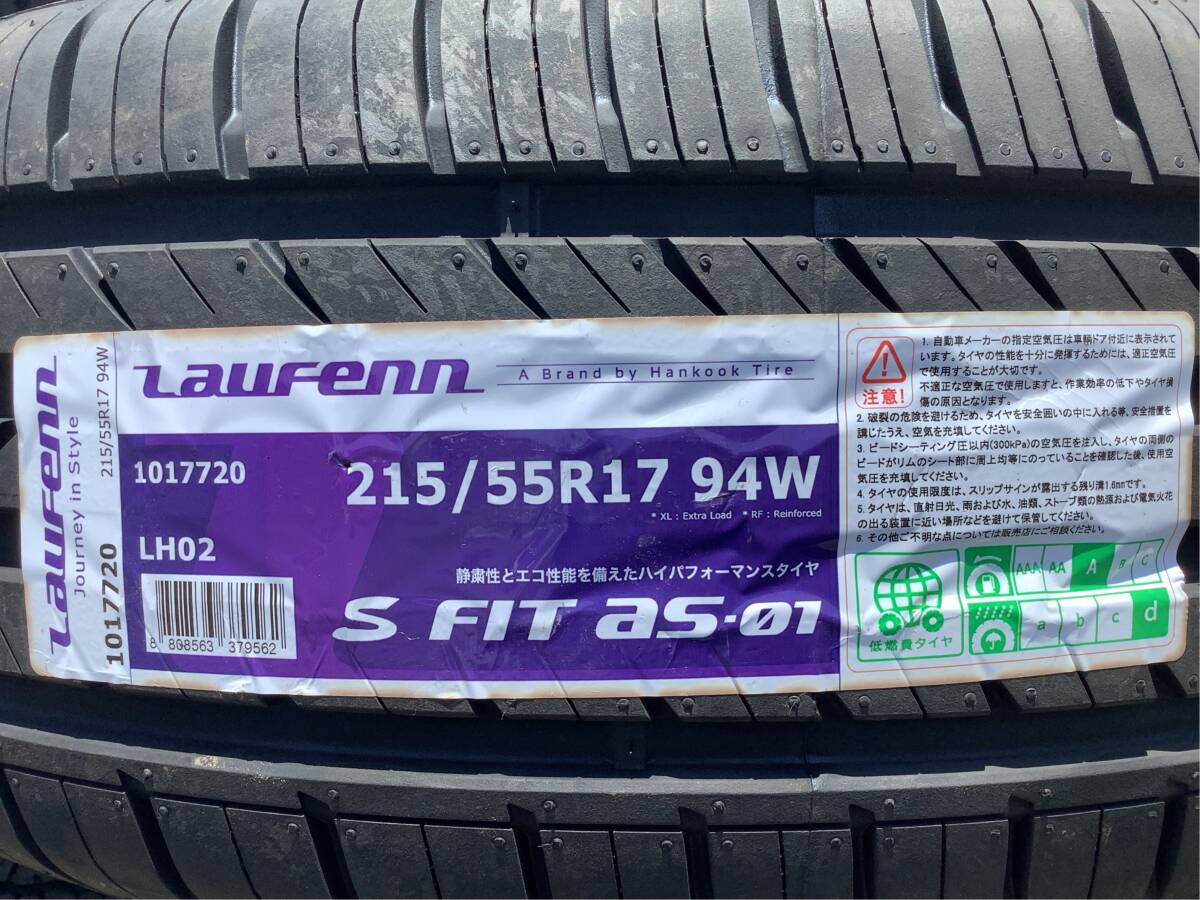 Laufenn
Journey in Style
215/55R17 94W
1017720
Laufenn
A Brand by Hankook Tire
1017720
215/55R17 94W
* XL : Extra Load * RF : Reinforced
LH02
静粛性とエコ性能を備えたハイパフォーマンスタイヤ
S FIT as-01
8 808563 379562
注意!
1. 自動車メーカーの指定空気圧は車輌ドア付近に表示されて
います。タイヤの性能を十分に発揮するためには、適正空気圧
で使用することが大切です。
不適正な空気圧で使用しますと、作業効率の低下やタイヤ損
傷の原因となります。
2. 破裂の危険を避けるため、タイヤを安全囲いの中に入れる等、安全措置を
講じたうえ、空気を充填してください。
3. ビードシーティング圧以内(300kPa)の空気圧を注入し、タイヤの両側の
ビードがリムのシート部に周上均等にのっていることを確認した後、使用空
気圧を充填してください。
4. タイヤの使用限度は、スリップサインが露出する残り溝1.6mmです。
5. タイヤは、直射日光、雨および水、油類、ストーブ類の熱源および電気火花
の出る装置に近い場所などを避けて保管してください。
6. その他ご不明な点については販売店にご相談ください。
低燃費タイヤ
AAA AA A B C
a b c d